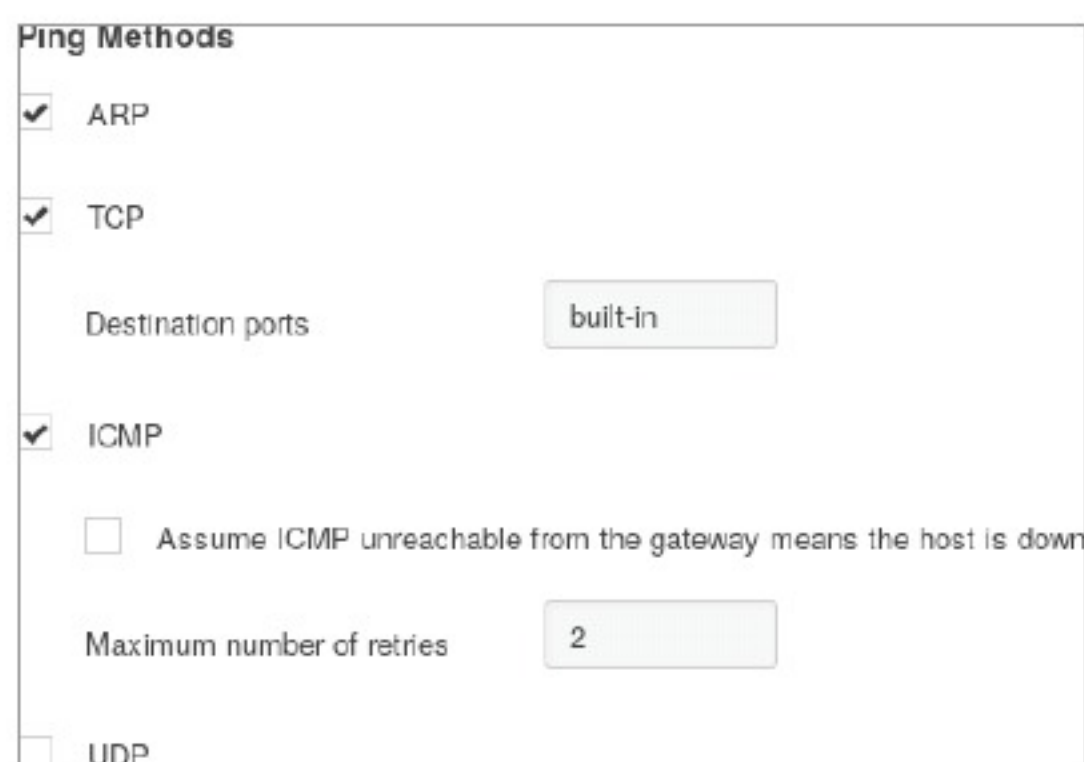 Ping Methods
ARP
TCP
Destination ports built-in
ICMP
Assume ICMP unreachable from the gateway means the host is down
Maximum number of retries 2
UDP